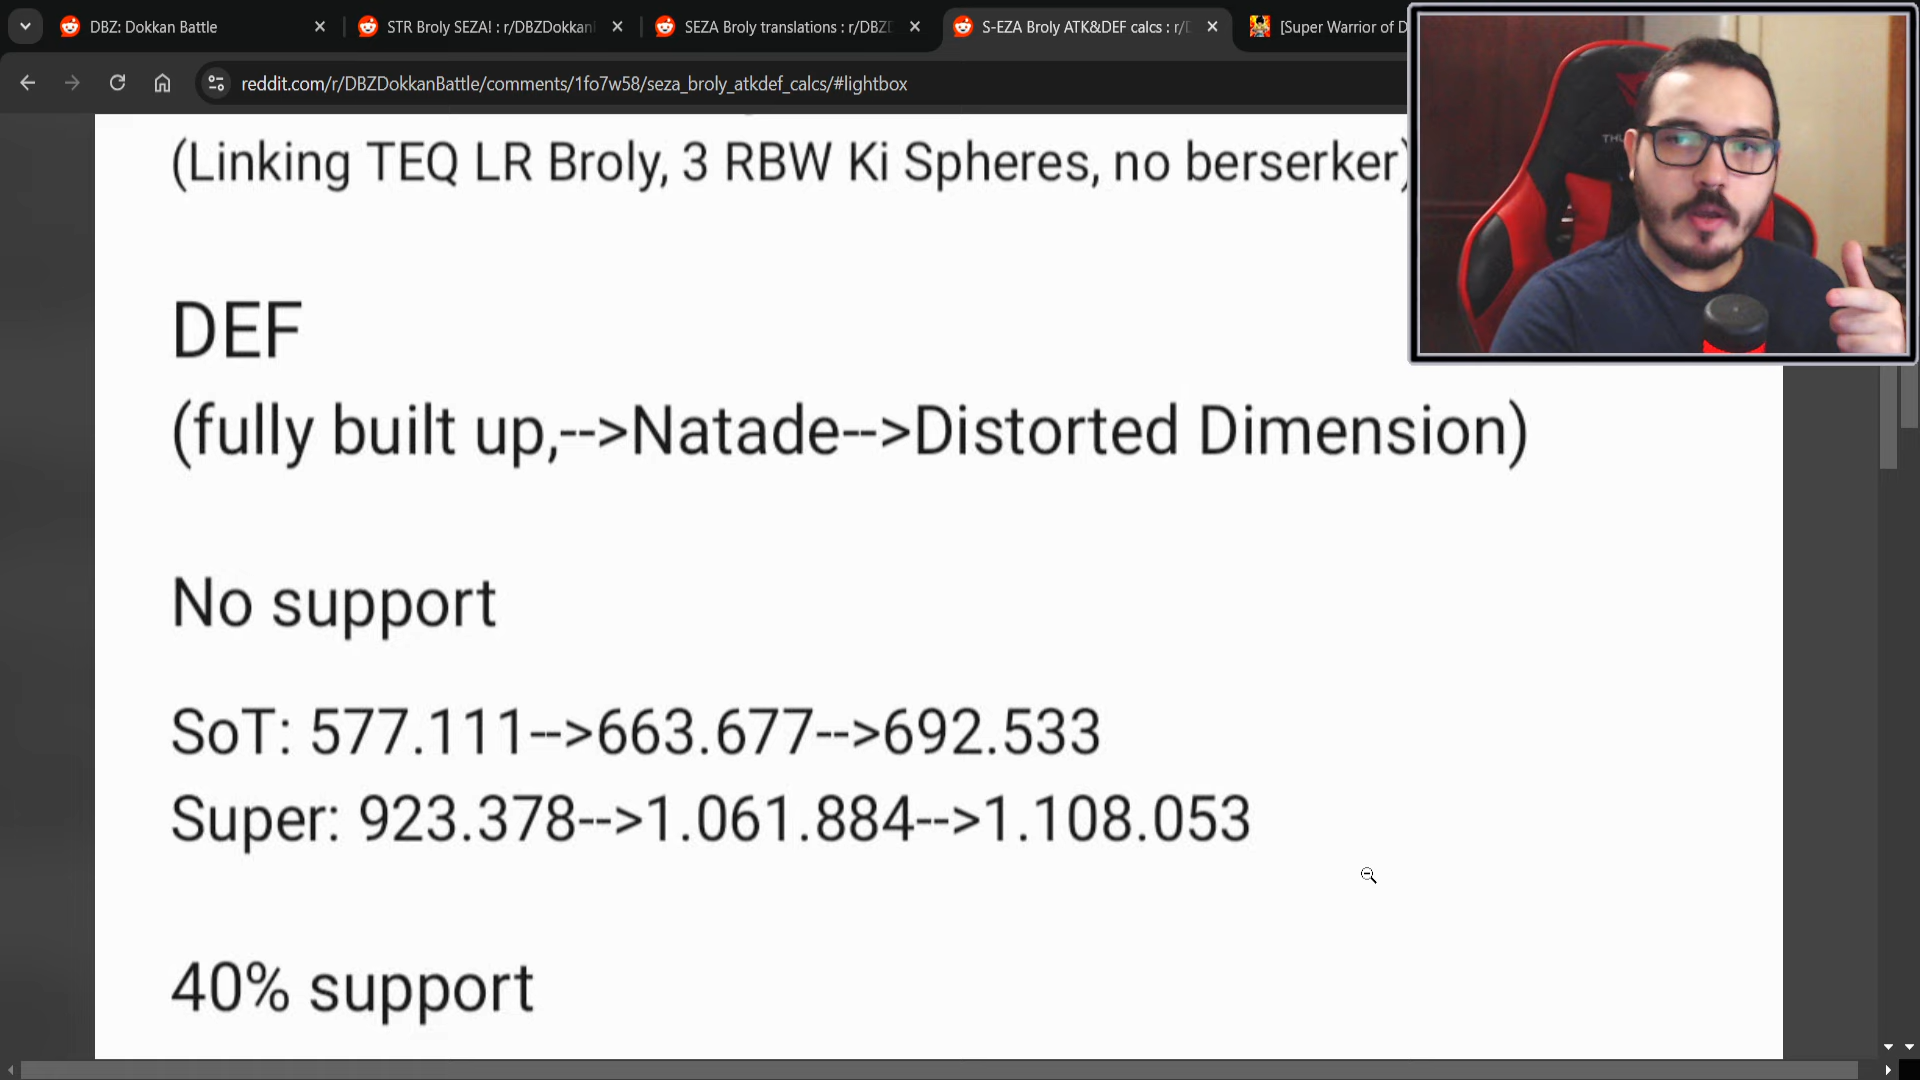 DBZ: Dokkan Battle
STR Broly SEZA! : r/DBZDokkan
SEZA Broly translations : r/DBZD
S-EZA Broly ATK&DEF calcs : r/D
[Super Warrior of D
reddit.com/r/DBZDokkanBattle/comments/1fo7w58/seza_broly_atkdef_calcs/#lightbox
(Linking TEQ LR Broly, 3 RBW Ki Spheres, no berserker)
DEF
(fully built up,-->Natade-->Distorted Dimension)
No support
SoT: 577.111-->663.677-->692.533
Super: 923.378-->1.061.884-->1.108.053
40% support